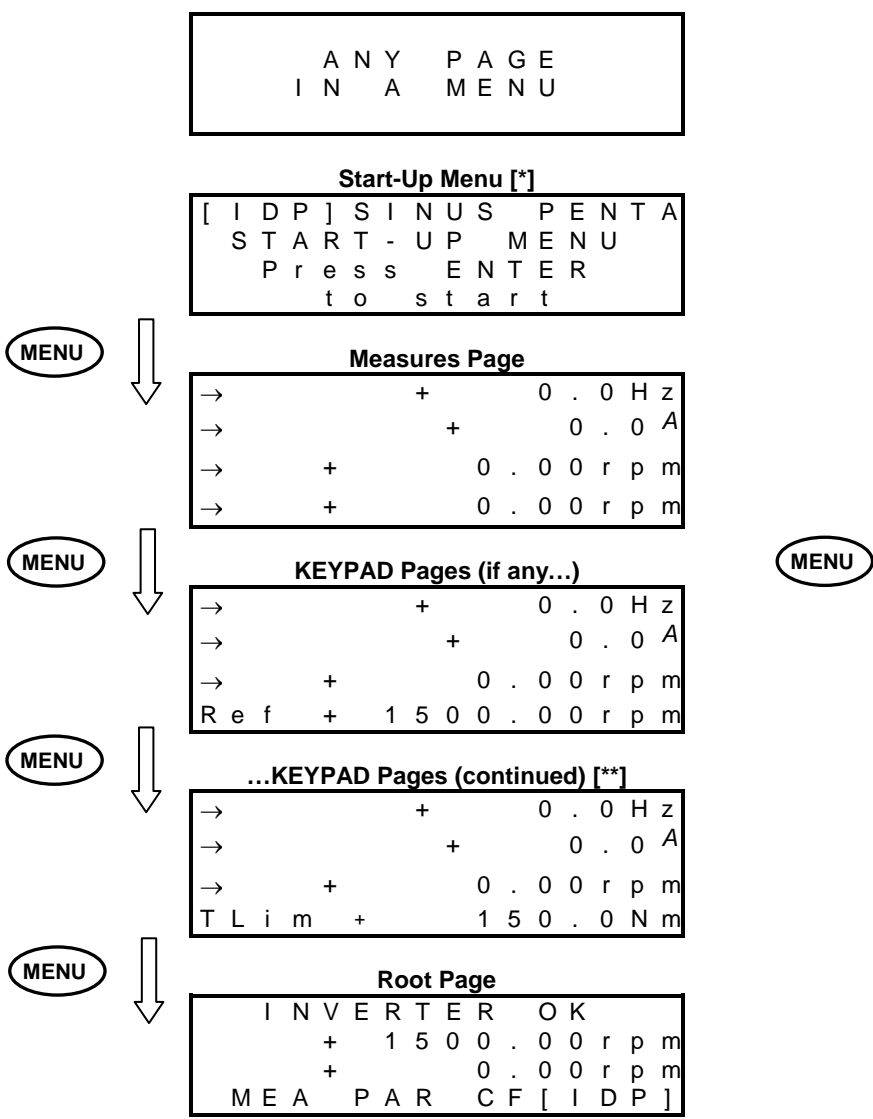 ANY PAGE
IN A MENU
Start-Up Menu [*]
[IDP]SINUS PENTA
START-UP MENU
Press ENTER
to start
MENU
Measures Page
→ + 0.0Hz
→ + 0.0A
→ + 0.00rpm
→ + 0.00rpm
MENU
KEYPAD Pages (if any…)
MENU
→ + 0.0Hz
→ + 0.0A
→ + 0.00rpm
Ref + 1500.00rpm
MENU
…KEYPAD Pages (continued) [**]
→ + 0.0Hz
→ + 0.0A
→ + 0.00rpm
TLim + 150.0Nm
MENU
Root Page
INVERTER OK
+ 1500.00rpm
+ 0.00rpm
MEA PAR CF[IDP]